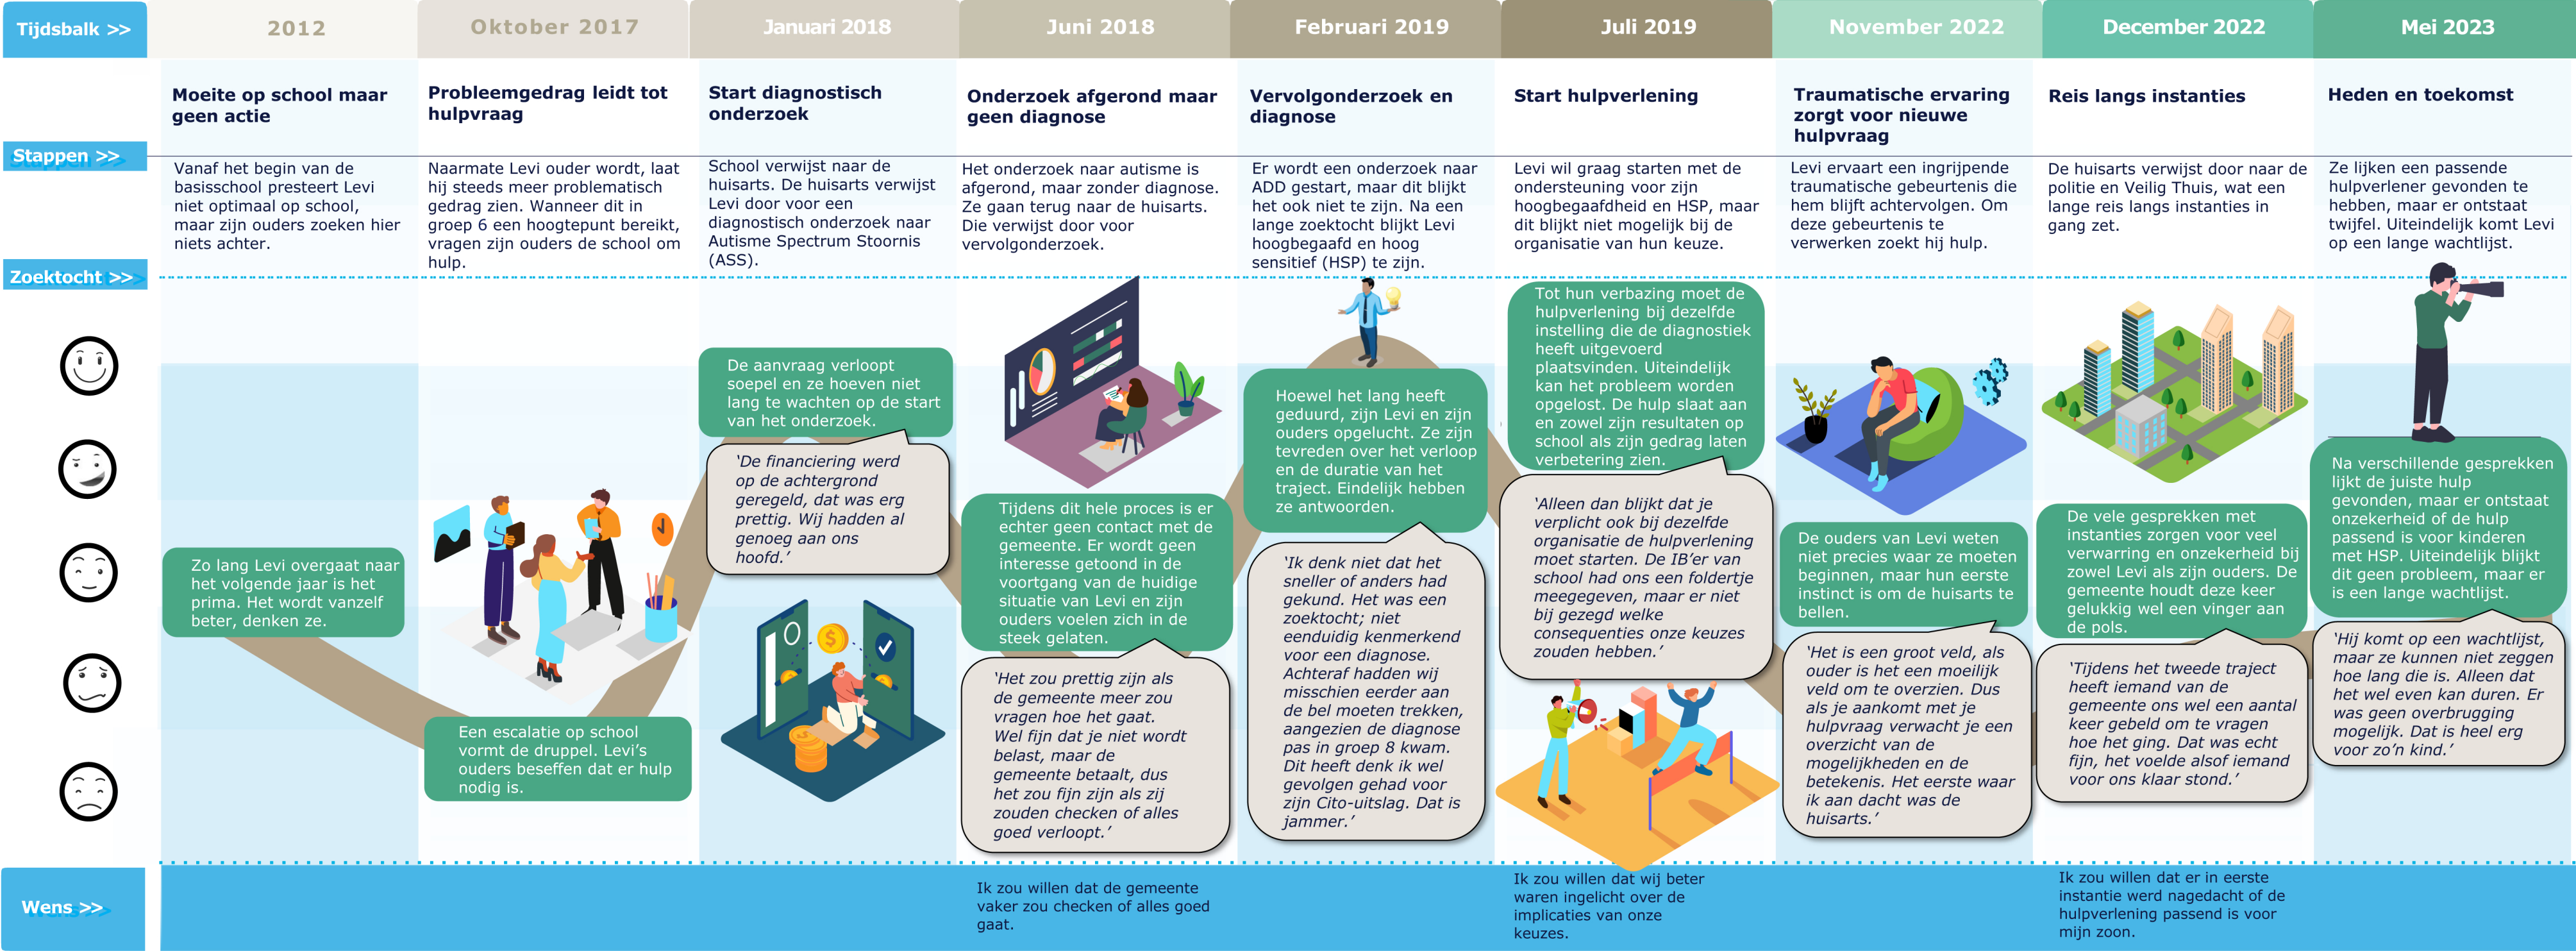 Tijdsbalk >>
2012
Oktober 2017
Januari 2018
Juni 2018
Februari 2019
Juli 2019
November 2022
December 2022
Mei 2023
Stappen >>
Moeite op school maar
geen actie
Vanaf het begin van de
basisschool presteert Levi
niet optimaal op school,
maar zijn ouders zoeken hier
niets achter.
Probleemgedrag leidt tot
hulpvraag
Naarmate Levi ouder wordt, laat
hij steeds meer problematisch
gedrag zien. Wanneer dit in
groep 6 een hoogtepunt bereikt,
vragen zijn ouders de school om
hulp.
Start diagnostisch
onderzoek
School verwijst naar de
huisarts. De huisarts verwijst
Levi door voor een
diagnostisch onderzoek naar
Autisme Spectrum Stoornis
(ASS).
Onderzoek afgerond maar
geen diagnose
Het onderzoek naar autisme is
afgerond, maar zonder diagnose.
Ze gaan terug naar de huisarts.
Die verwijst door voor
vervolgonderzoek.
Vervolgonderzoek en
diagnose
Er wordt een onderzoek naar
ADD gestart, maar dit blijkt
het ook niet te zijn. Na een
lange zoektocht blijkt Levi
hoogbegaafd en hoog
sensitief (HSP) te zijn.
Start hulpverlening
Levi wil graag starten met de
ondersteuning voor zijn
hoogbegaafdheid en HSP, maar
dit blijkt niet mogelijk bij de
organisatie van hun keuze.
Traumatische ervaring
zorgt voor nieuwe
hulpvraag
Levi ervaart een ingrijpende
traumatische gebeurtenis die
hem blijft achtervolgen. Om
deze gebeurtenis te
verwerken zoekt hij hulp.
Reis langs instanties
De huisarts verwijst door naar de
politie en Veilig Thuis, wat een
lange reis langs instanties in
gang zet.
Heden en toekomst
Ze lijken een passende
hulpverlener gevonden te
hebben, maar er ontstaat
twijfel. Uiteindelijk komt Levi
op een lange wachtlijst.
Zoektocht >>
Zo lang Levi overgaat naar
het volgende jaar is het
prima. Het wordt vanzelf
beter, denken ze.
Een escalatie op school
vormt de druppel. Levi's
ouders beseffen dat er hulp
nodig is.
De aanvraag verloopt
soepel en ze hoeven niet
lang te wachten op de start
van het onderzoek.
‘De financiering werd
op de achtergrond
geregeld, dat was erg
prettig. Wij hadden al
genoeg aan ons
hoofd.’
Tijdens dit hele proces is er
echter geen contact met de
gemeente. Er wordt geen
interesse getoond in de
voortgang van de huidige
situatie van Levi en zijn
ouders voelen zich in de
steek gelaten.
‘Het zou prettig zijn als
de gemeente meer zou
vragen hoe het gaat.
Wel fijn dat je niet wordt
belast, maar de
gemeente betaalt, dus
het zou fijn zijn als zij
zouden checken of alles
goed verloopt.’
Hoewel het lang heeft
geduurd, zijn Levi en zijn
ouders opgelucht. Ze zijn
tevreden over het verloop
en de duratie van het
traject. Eindelijk hebben
ze antwoorden.
‘Ik denk niet dat het
sneller of anders had
gekund. Het was een
zoektocht; niet
eenduidig kenmerkend
voor een diagnose.
Achteraf hadden wij
misschien eerder aan
de bel moeten trekken,
aangezien de diagnose
pas in groep 8 kwam.
Dit heeft denk ik wel
gevolgen gehad voor
zijn Cito-uitslag. Dat is
jammer.’
Tot hun verbazing moet de
hulpverlening bij dezelfde
instelling die de diagnostiek
heeft uitgevoerd
plaatsvinden. Uiteindelijk
kan het probleem worden
opgelost. De hulp slaat aan
en zowel zijn resultaten op
school als zijn gedrag laten
verbetering zien.
‘Alleen dan blijkt dat je
verplicht ook bij dezelfde
organisatie de hulpverlening
moet starten. De IB’er van
school had ons een foldertje
meegegeven, maar er niet
bij gezegd welke
consequenties onze keuzes
zouden hebben.’
De ouders van Levi weten
niet precies waar ze moeten
beginnen, maar hun eerste
instinct is om de huisarts te
bellen.
‘Het is een groot veld, als
ouder is het een moeilijk
veld om te overzien. Dus
als je aankomt met je
hulpvraag verwacht je een
overzicht van de
mogelijkheden en de
betekenis. Het eerste waar
ik aan dacht was de
huisarts.’
De vele gesprekken met
instanties zorgen voor veel
verwarring en onzekerheid bij
zowel Levi als zijn ouders. De
gemeente houdt deze keer
gelukkig wel een vinger aan
de pols.
‘Tijdens het tweede traject
heeft iemand van de
gemeente ons wel een aantal
keer gebeld om te vragen
hoe het ging. Dat was echt
fijn, het voelde alsof iemand
voor ons klaar stond.’
Na verschillende gesprekken
lijkt de juiste hulp
gevonden, maar er ontstaat
onzekerheid of de hulp
passend is voor kinderen
met HSP. Uiteindelijk blijkt
dit geen probleem, maar er
is een lange wachtlijst.
‘Hij komt op een wachtlijst,
maar ze kunnen niet zeggen
hoe lang die is. Alleen dat
het wel even kan duren. Er
was geen overbrugging
mogelijk. Dat is heel erg
voor zo’n kind.’
Wens >>
Ik zou willen dat de gemeente
vaker zou checken of alles goed
gaat.
Ik zou willen dat wij beter
waren ingelicht over de
implicaties van onze
keuzes.
Ik zou willen dat er in eerste
instantie werd nagedacht of de
hulpverlening passend is voor
mijn zoon.